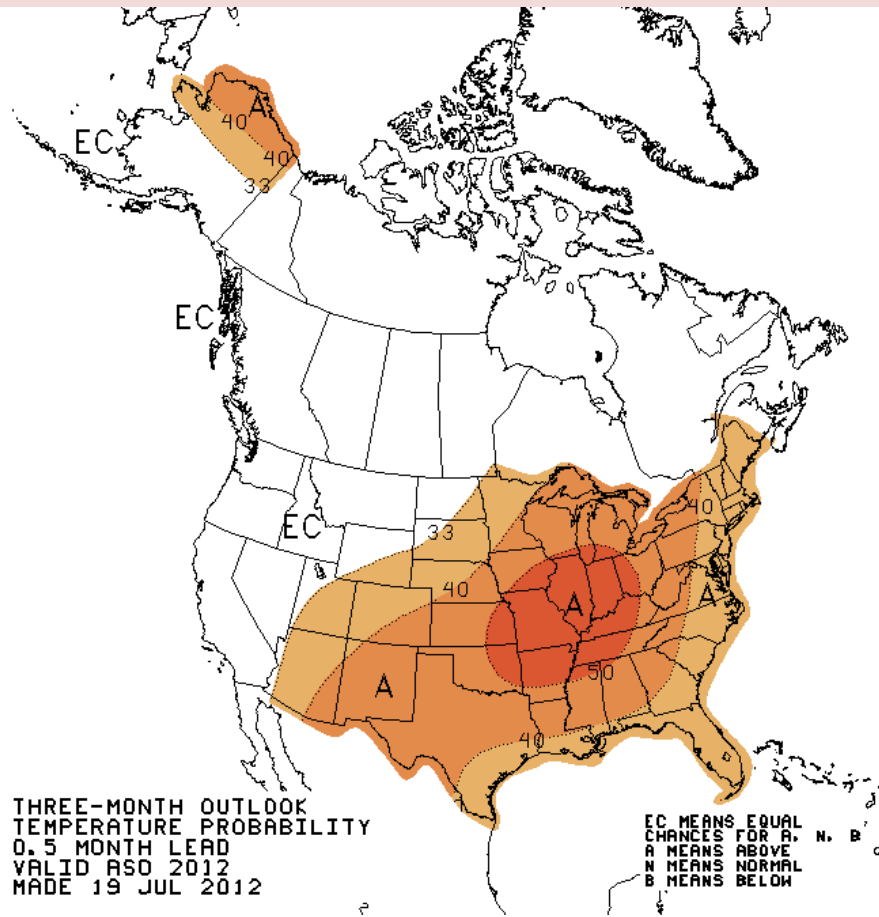 A
40
EC
40
33
EC
40
EC
33
40
A
A
A
50
40
THREE-MONTH OUTLOOK
TEMPERATURE PROBABILITY
0.5 MONTH LEAD
VALID ASO 2012
MADE 19 JUL 2012
EC MEANS EQUAL
CHANCES FOR A, N, B
A MEANS ABOVE
N MEANS NORMAL
B MEANS BELOW